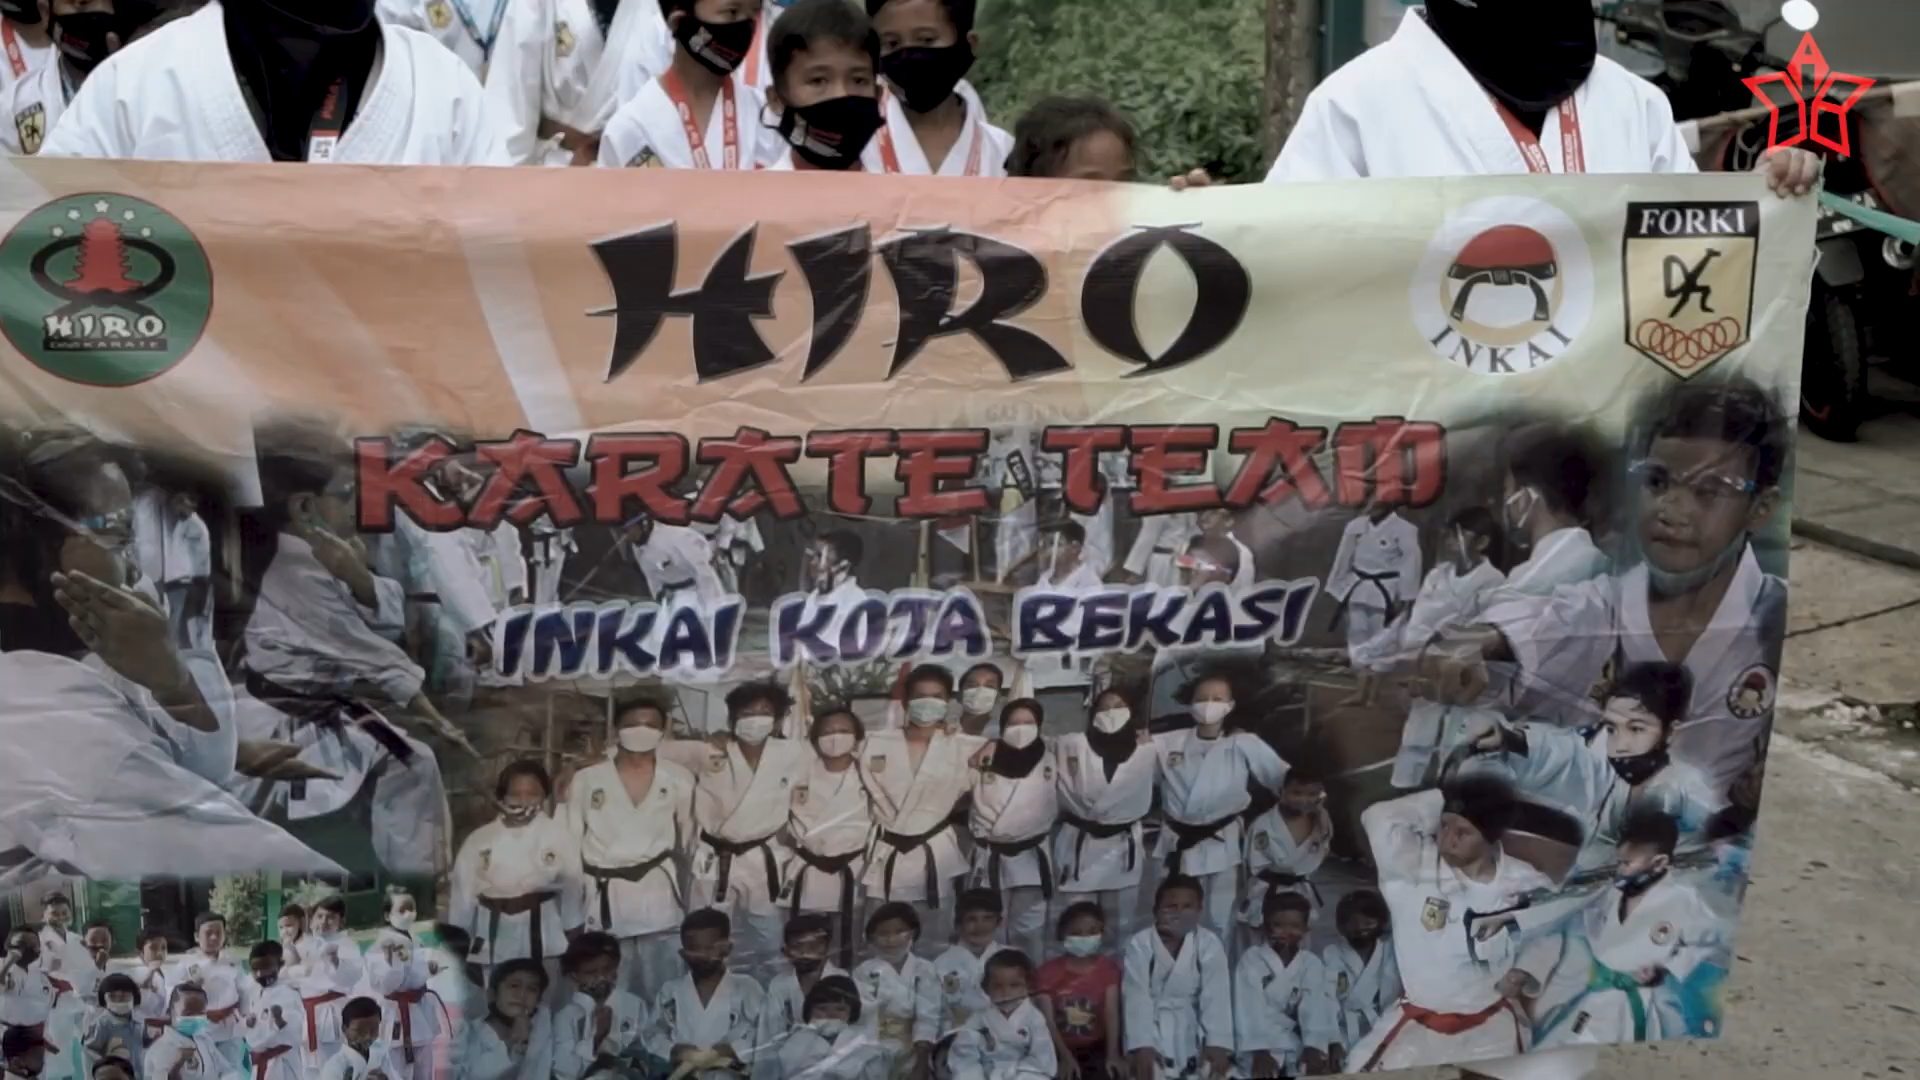 HIRO
KARATE TEAM
INKAI KOTA BEKASI
HIRO
KARATE
INKAI
FORKI